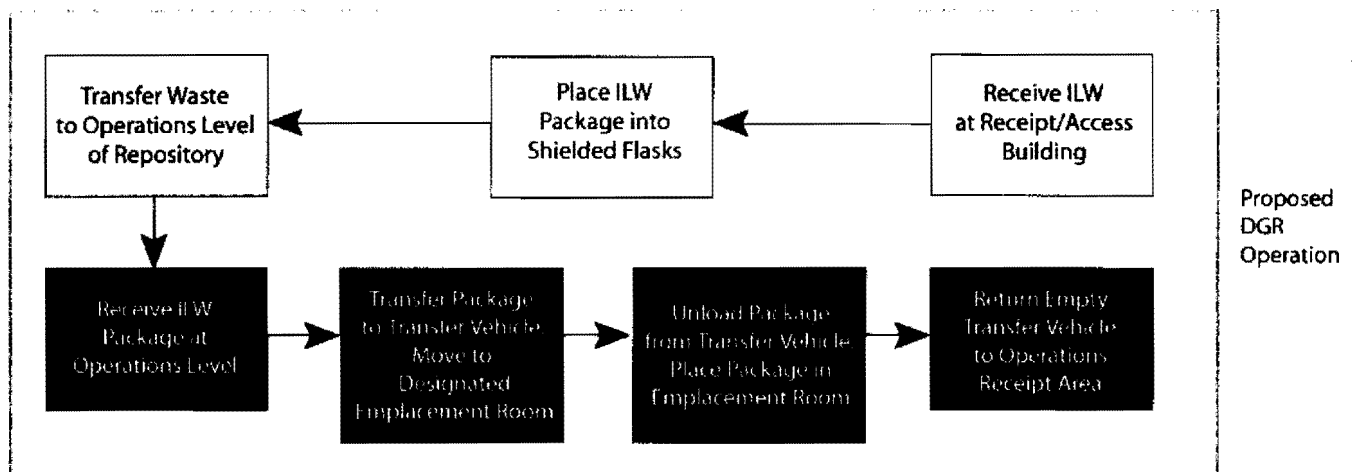 Transfer Waste
to Operations Level
of Repository
Place ILW
Package into
Shielded Flasks
Receive ILW
at Receipt/Access
Building
Proposed
DGR
Operation
Receive ILW
Package at
Operations Level
Transfer Package
to Transfer Vehicle,
Move to
Designated
Emplacement Room
Unload Package
from Transfer Vehicle,
Place Package in
Emplacement Room
Return Empty
Transfer Vehicle
to Operations
Receipt Area